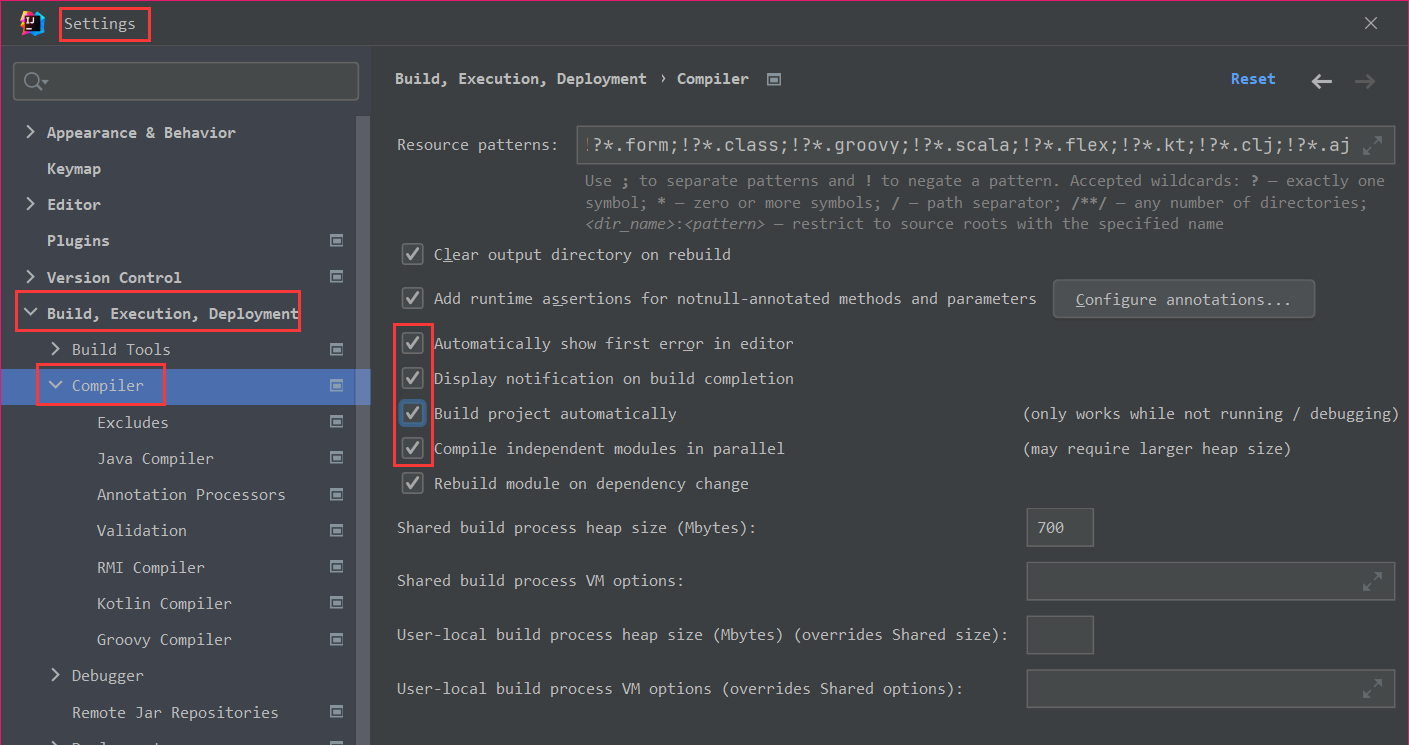 Settings
Build, Execution, Deployment › Compiler
Reset
Appearance & Behavior
Keymap
Editor
Plugins
Version Control
Build, Execution, Deployment
Build Tools
Compiler
Excludes
Java Compiler
Annotation Processors
Validation
RMI Compiler
Kotlin Compiler
Groovy Compiler
Debugger
Remote Jar Repositories
Resource patterns: !?*.form;!?*.class;!?*.groovy;!?*.scala;!?*.flex;!?*.kt;!?*.clj;!?*.aj
Use ; to separate patterns and ! to negate a pattern. Accepted wildcards: ? — exactly one
symbol; * — zero or more symbols; / — path separator; /**/ — any number of directories;
<dir_name>:<pattern> — restrict to source roots with the specified name
Clear output directory on rebuild
Add runtime assertions for notnull-annotated methods and parameters
Configure annotations...
Automatically show first error in editor
Display notification on build completion
Build project automatically (only works while not running / debugging)
Compile independent modules in parallel (may require larger heap size)
Rebuild module on dependency change
Shared build process heap size (Mbytes): 700
Shared build process VM options:
User-local build process heap size (Mbytes) (overrides Shared size):
User-local build process VM options (overrides Shared options):